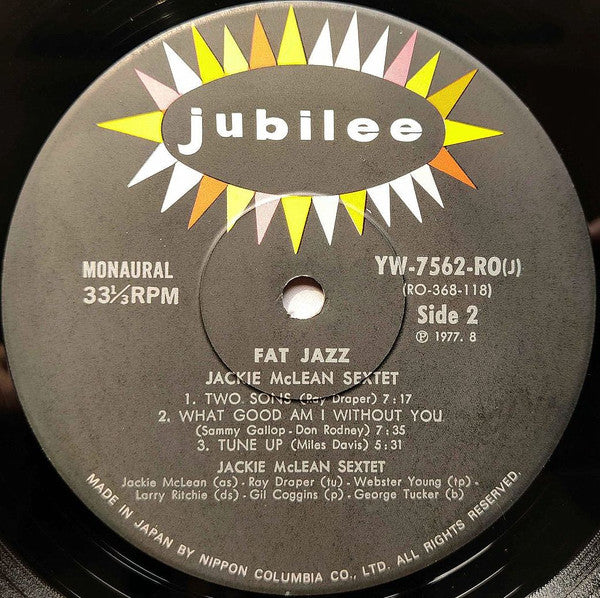 jubilee
MONAURAL
33⅓RPM
YW-7562-RO(J)
(RO-368-118)
Side 2
Ⓟ 1977. 8
FAT JAZZ
JACKIE McLEAN SEXTET
1. TWO SONS (Ray Draper) 7:17
2. WHAT GOOD AM I WITHOUT YOU
(Sammy Gallop - Don Rodney) 7:35
3. TUNE UP (Miles Davis) 5:31
JACKIE McLEAN SEXTET
Jackie McLean (as) - Ray Draper (tu) - Webster Young (tp) -
Larry Ritchie (ds) - Gil Coggins (p) - George Tucker (b)
MADE IN JAPAN BY NIPPON COLUMBIA CO., LTD. ALL RIGHTS RESERVED.